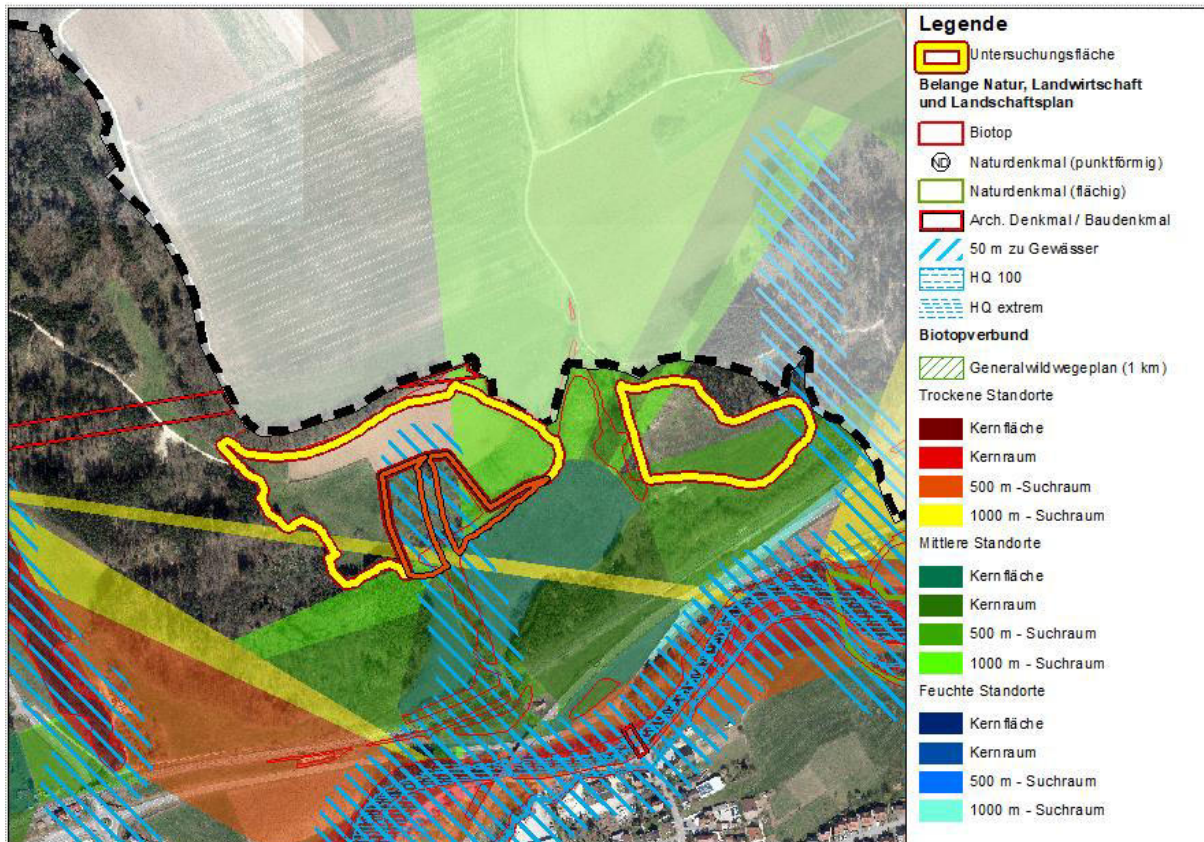 Legende
Untersuchungsfläche
Belange Natur, Landwirtschaft
und Landschaftsplan
Biotop
ND Naturdenkmal (punktförmig)
Naturdenkmal (flächig)
Arch. Denkmal / Baudenkmal
50 m zu Gewässer
HQ 100
HQ extrem
Biotopverbund
Generalwildwegeplan (1 km)
Trockene Standorte
Kernfläche
Kernraum
500 m -Suchraum
1000 m - Suchraum
Mittlere Standorte
Kernfläche
Kernraum
500 m - Suchraum
1000 m - Suchraum
Feuchte Standorte
Kernfläche
Kernraum
500 m - Suchraum
1000 m - Suchraum